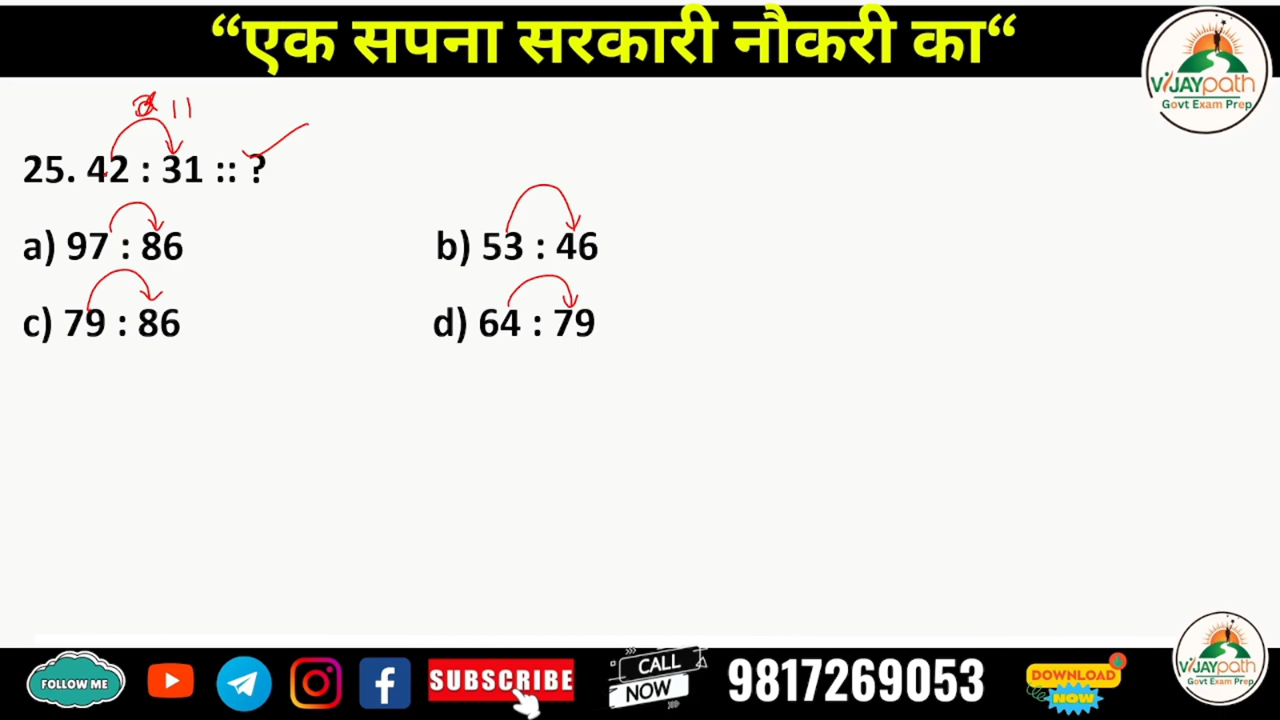 “एक सपना सरकारी नौकरी का“
VIJAYpath
Govt Exam Prep
11
25. 42 : 31 :: ?
a) 97 : 86
b) 53 : 46
c) 79 : 86
d) 64 : 79
FOLLOW ME
SUBSCRIBE
CALL
NOW
9817269053
DOWNLOAD
NOW
VIJAYpath
Govt Exam Prep